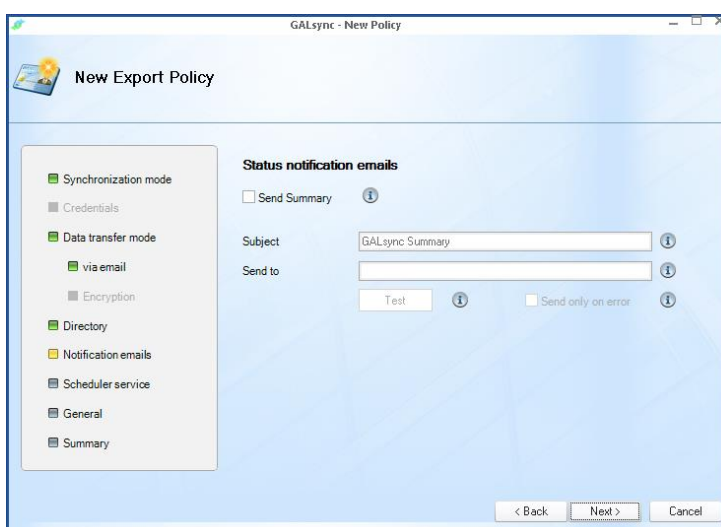 GALsync - New Policy
New Export Policy
Synchronization mode
Credentials
Data transfer mode
via email
Encryption
Directory
Notification emails
Scheduler service
General
Summary
Status notification emails
Send Summary
Subject
GALsync Summary
Send to
Test
Send only on error
< Back
Next >
Cancel